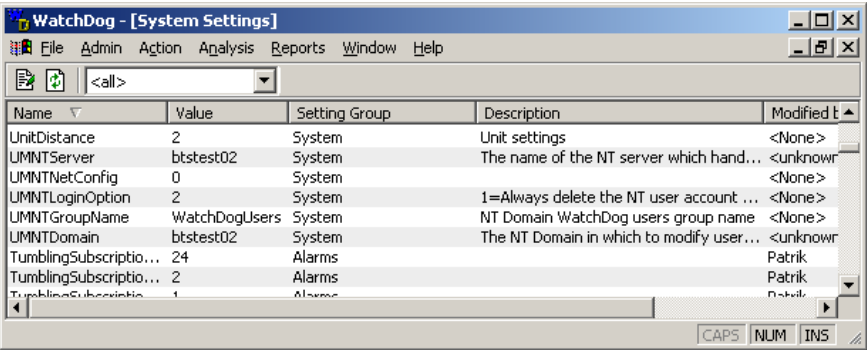 WatchDog - [System Settings]
File Admin Action Analysis Reports Window Help
<all>
Name Value Setting Group Description Modified b
UnitDistance 2 System Unit settings <None>
UMNTServer btstest02 System The name of the NT server which hand... <unknown
UMNTNetConfig 0 System <None>
UMNTLoginOption 2 System 1=Always delete the NT user account ... <None>
UMNTGroupName WatchDogUsers System NT Domain WatchDog users group name <None>
UMNTDomain btstest02 System The NT Domain in which to modify user... <unknown
TumblingSubscriptio... 24 Alarms Patrik
TumblingSubscriptio... 2 Alarms Patrik
TumblingSubscriptio... 1 Alarms Patrik
CAPS NUM INS